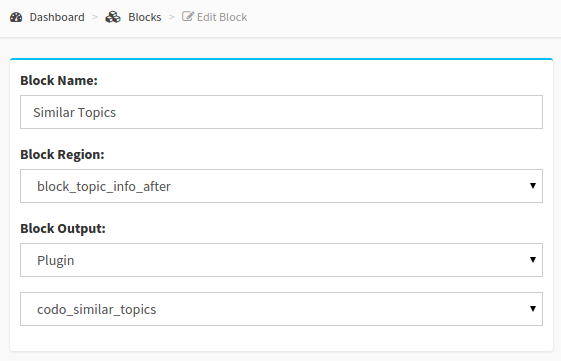 Dashboard > Blocks > Edit Block
Block Name:
Similar Topics
Block Region:
block_topic_info_after
Block Output:
Plugin
codo_similar_topics